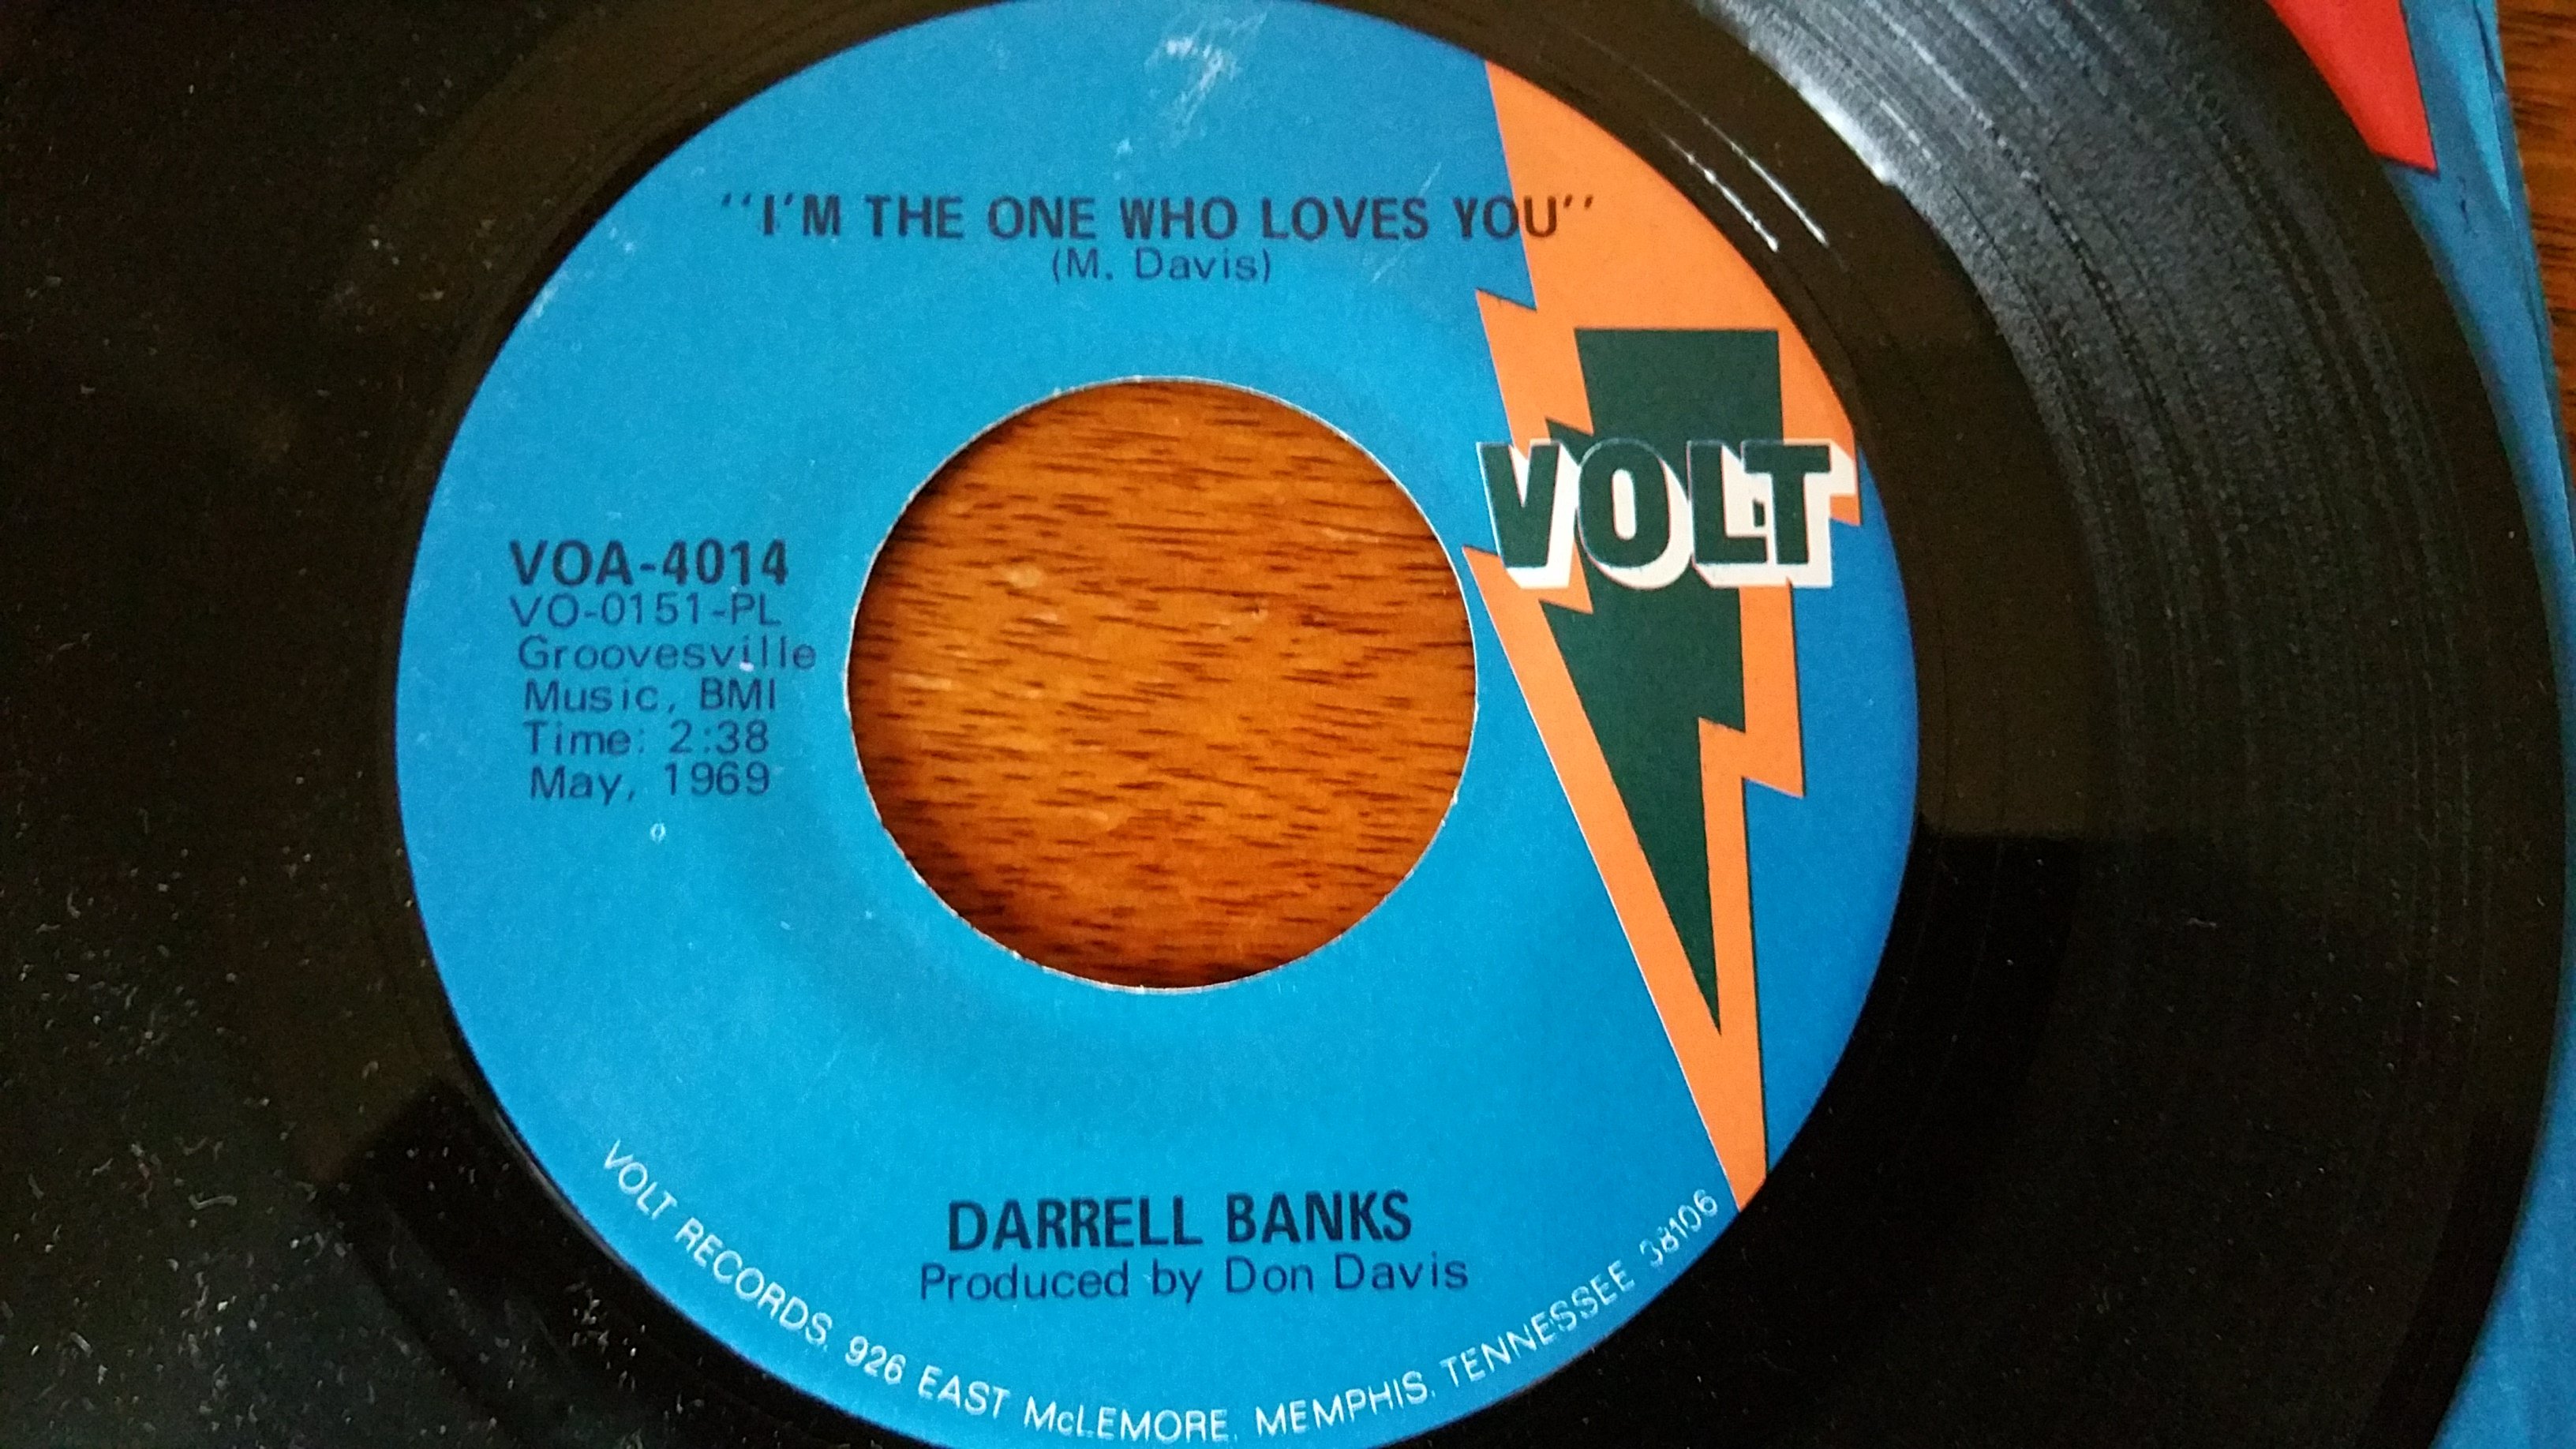 "I'M THE ONE WHO LOVES YOU"
(M. Davis)
VOLT
VOA-4014
VO-0151-PL
Groovesville
Music, BMI
Time: 2:38
May, 1969
DARRELL BANKS
Produced by Don Davis
VOLT RECORDS, 926 EAST McLEMORE, MEMPHIS, TENNESSEE 38106